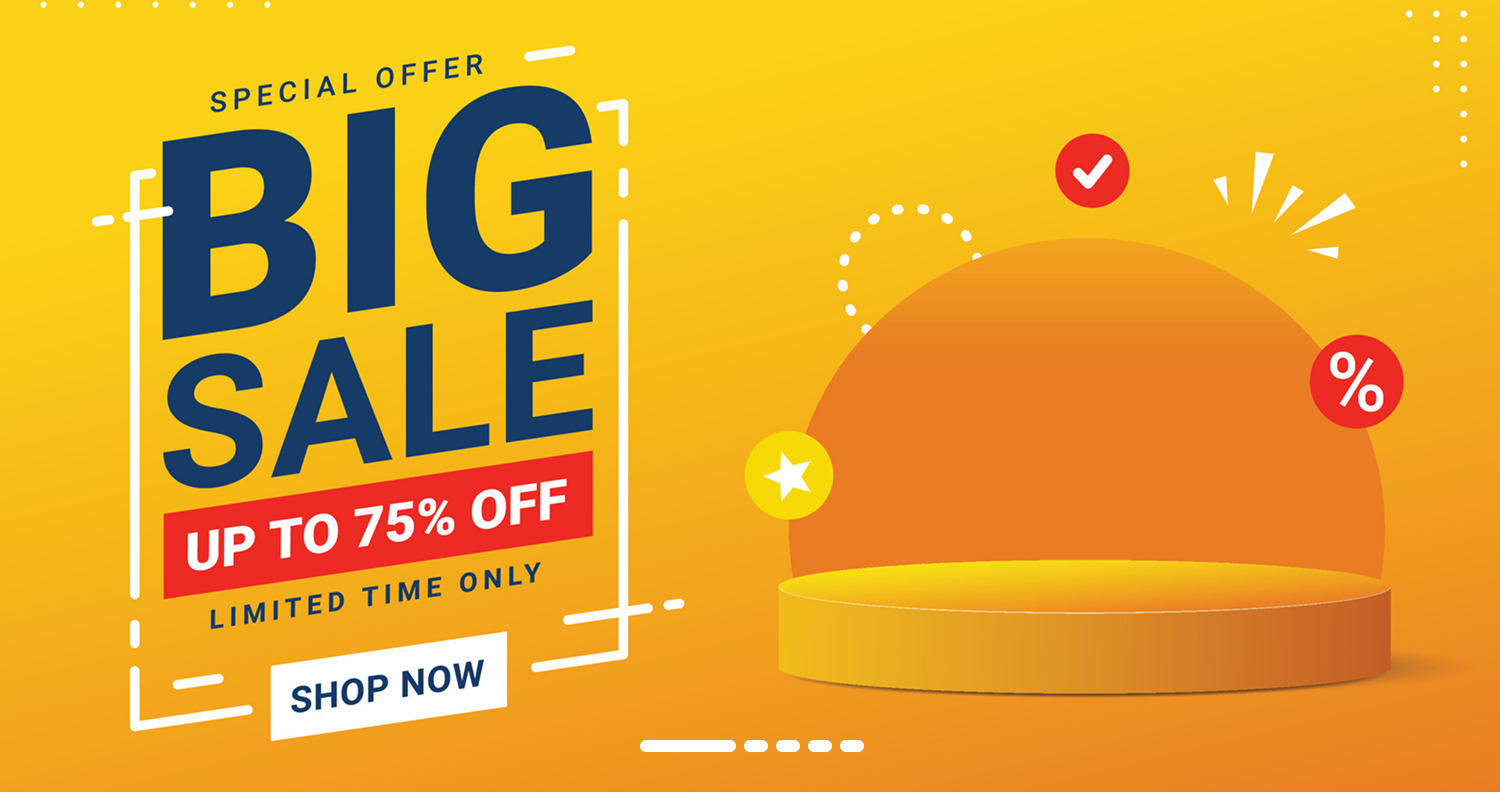 SPECIAL OFFER
BIG
SALE
UP TO 75% OFF
LIMITED TIME ONLY
SHOP NOW
%